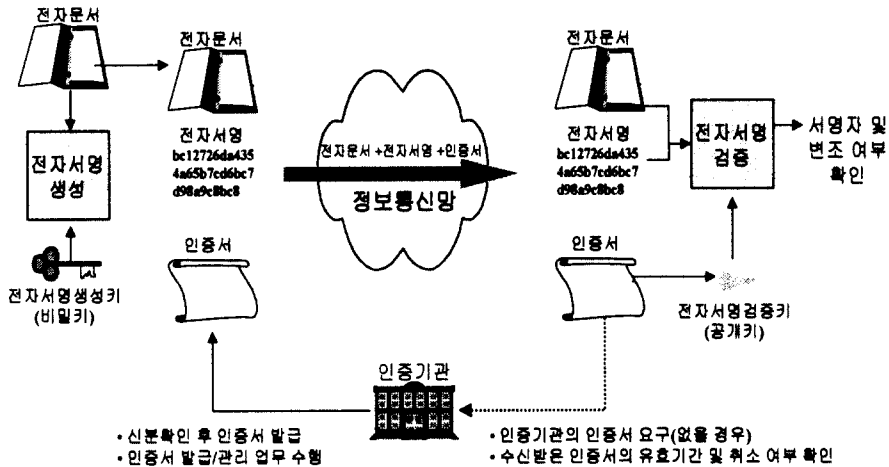 전자문서
전자문서
전자서명
생성
전자서명
bc12726da435
4a65b7cd6bc7
d98a9c8bc8
전자서명생성키
(비밀키)
인증서
전자문서 +전자서명 +인증서
정보통신망
전자문서
전자서명
bc12726da435
4a65b7cd6bc7
d98a9c8bc8
전자서명
검증
서명자 및
변조 여부
확인
인증서
전자서명검증키
(공개키)
인증기관
• 신분확인 후 인증서 발급
• 인증서 발급/관리 업무 수행
• 인증기관의 인증서 요구(없을 경우)
• 수신받은 인증서의 유효기간 및 취소 여부 확인